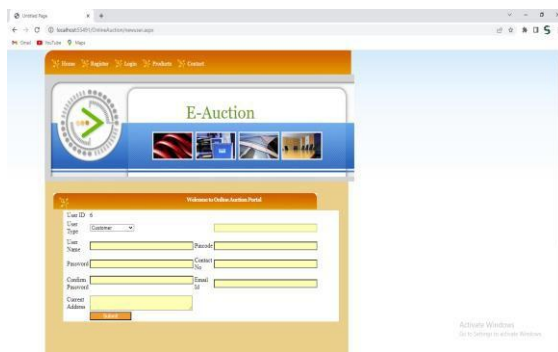 Untitled Page
localhost:55491/OnlineAuction/newuser.aspx
Gmail YouTube Maps
Home Register Login Products Contact
E-Auction
Welcome to Online Auction Portal
User ID 6
User Type Customer
User Name Pincode
Password Contact No
Confirm Password Email Id
Current Address
Submit
Activate Windows
Go to Settings to activate Windows.